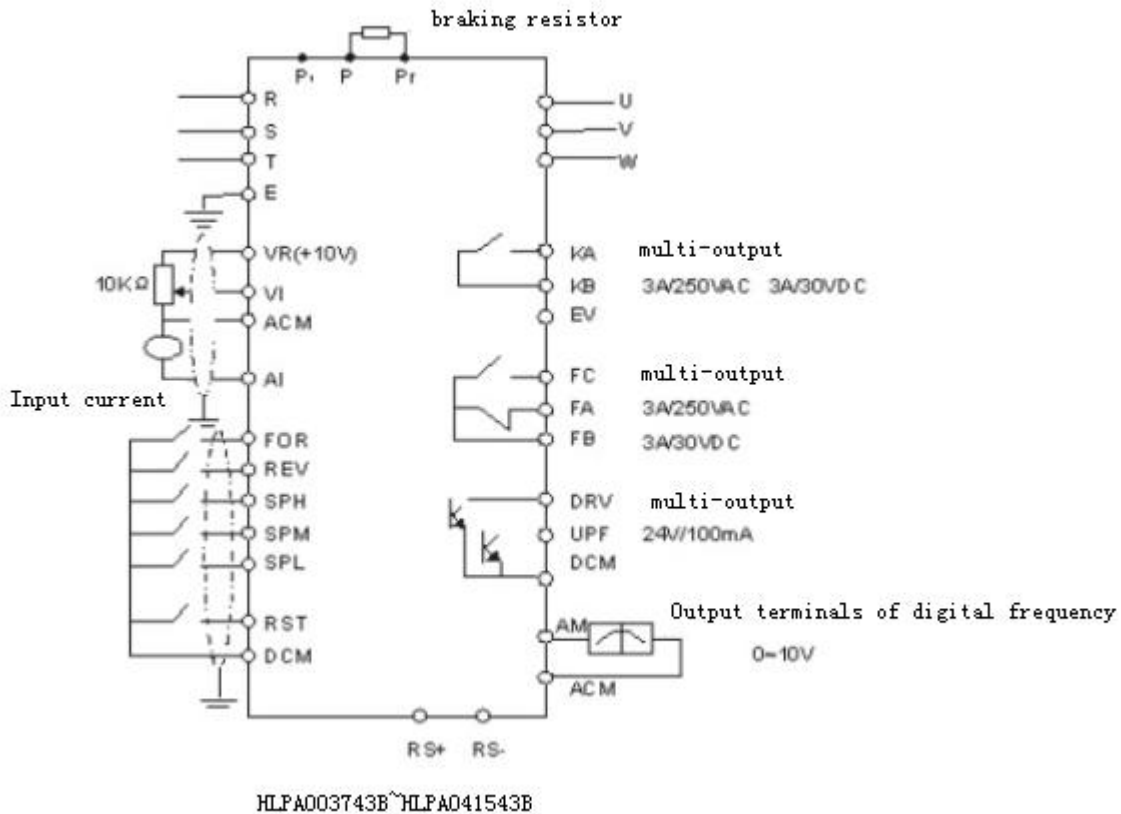 braking resistor
P, P Pr
R
S
T
E
VR(+10V)
10KΩ
VI
ACM
AI
Input current
FOR
REV
SPH
SPM
SPL
RST
DCM
U
V
W
KA multi-output
KB 3A/250VAC 3A/30VDC
EV
FC multi-output
FA 3A/250VAC
FB 3A/30VDC
DRV multi-output
UPF 24V/100mA
DCM
Output terminals of digital frequency
AM
0~10V
ACM
RS+ RS-
HLPA003743B~HLPA041543B